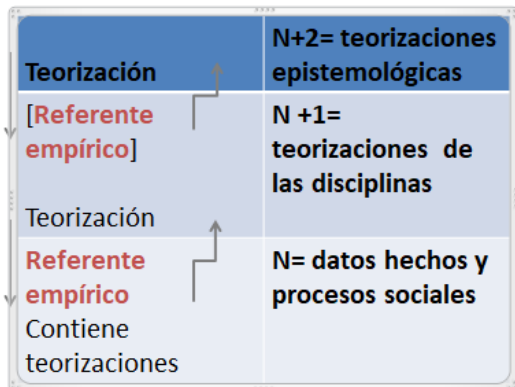 Teorización
N+2= teorizaciones
epistemológicas
[Referente
empírico]
Teorización
N +1=
teorizaciones de
las disciplinas
Referente
empírico
Contiene
teorizaciones
N= datos hechos y
procesos sociales